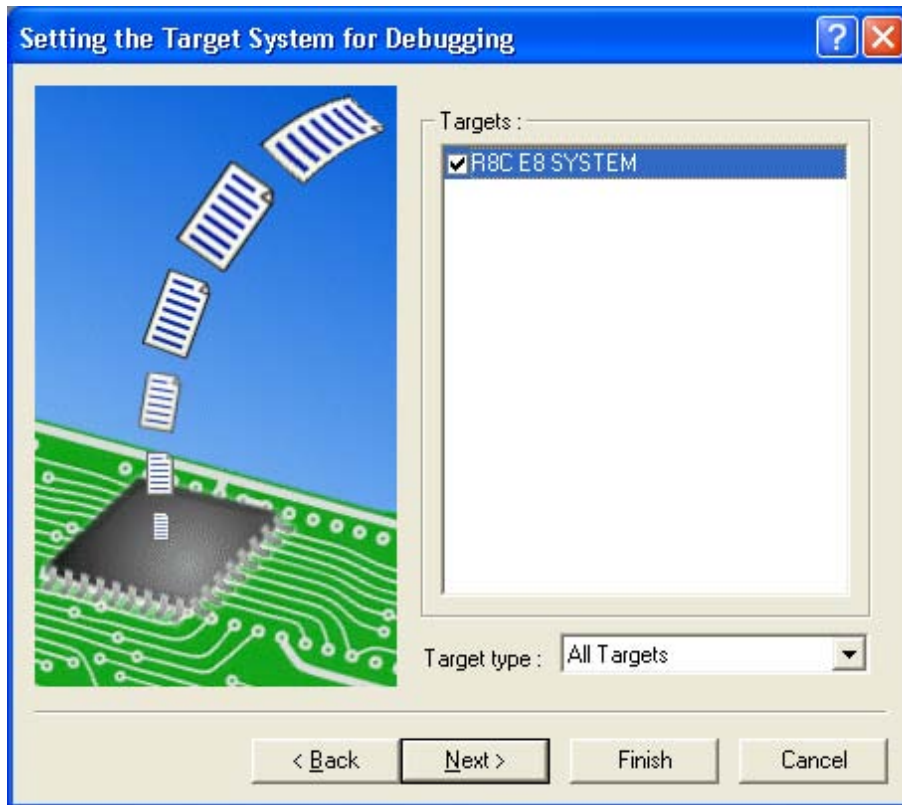 Setting the Target System for Debugging
Targets :
R8C E8 SYSTEM
Target type : All Targets
< Back Next > Finish Cancel